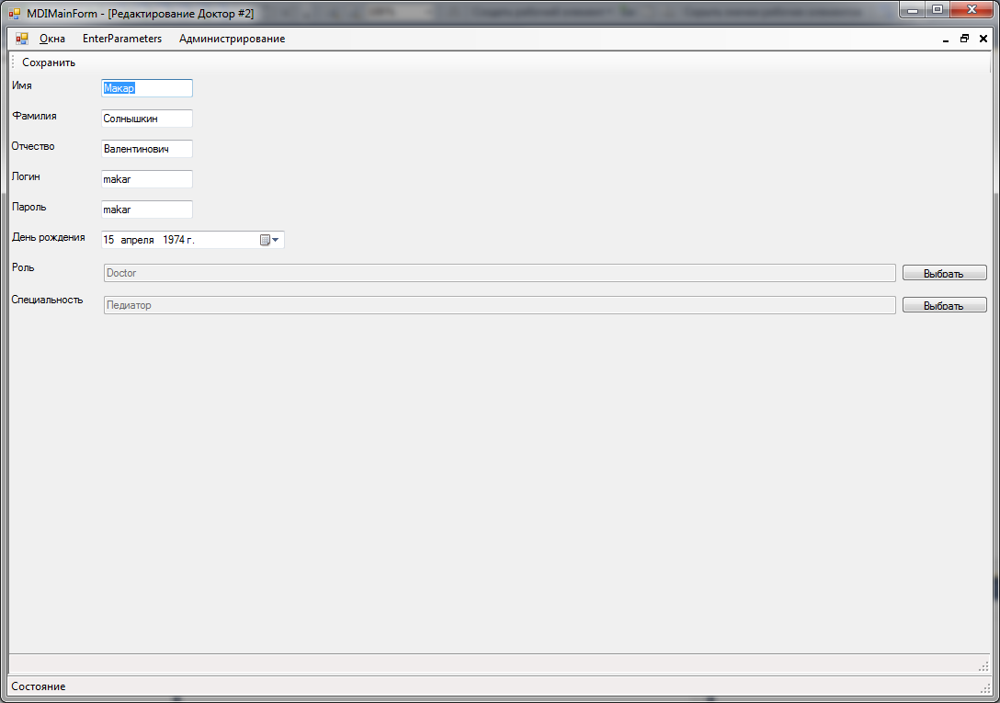 MDIMainForm - [Редактирование Доктор #2]
Окна EnterParameters Администрирование
Сохранить
Имя Макар
Фамилия Солнышкин
Отчество Валентинович
Логин makar
Пароль makar
День рождения 15 апреля 1974 г.
Роль Doctor Выбрать
Специальность Педиатор Выбрать
Состояние